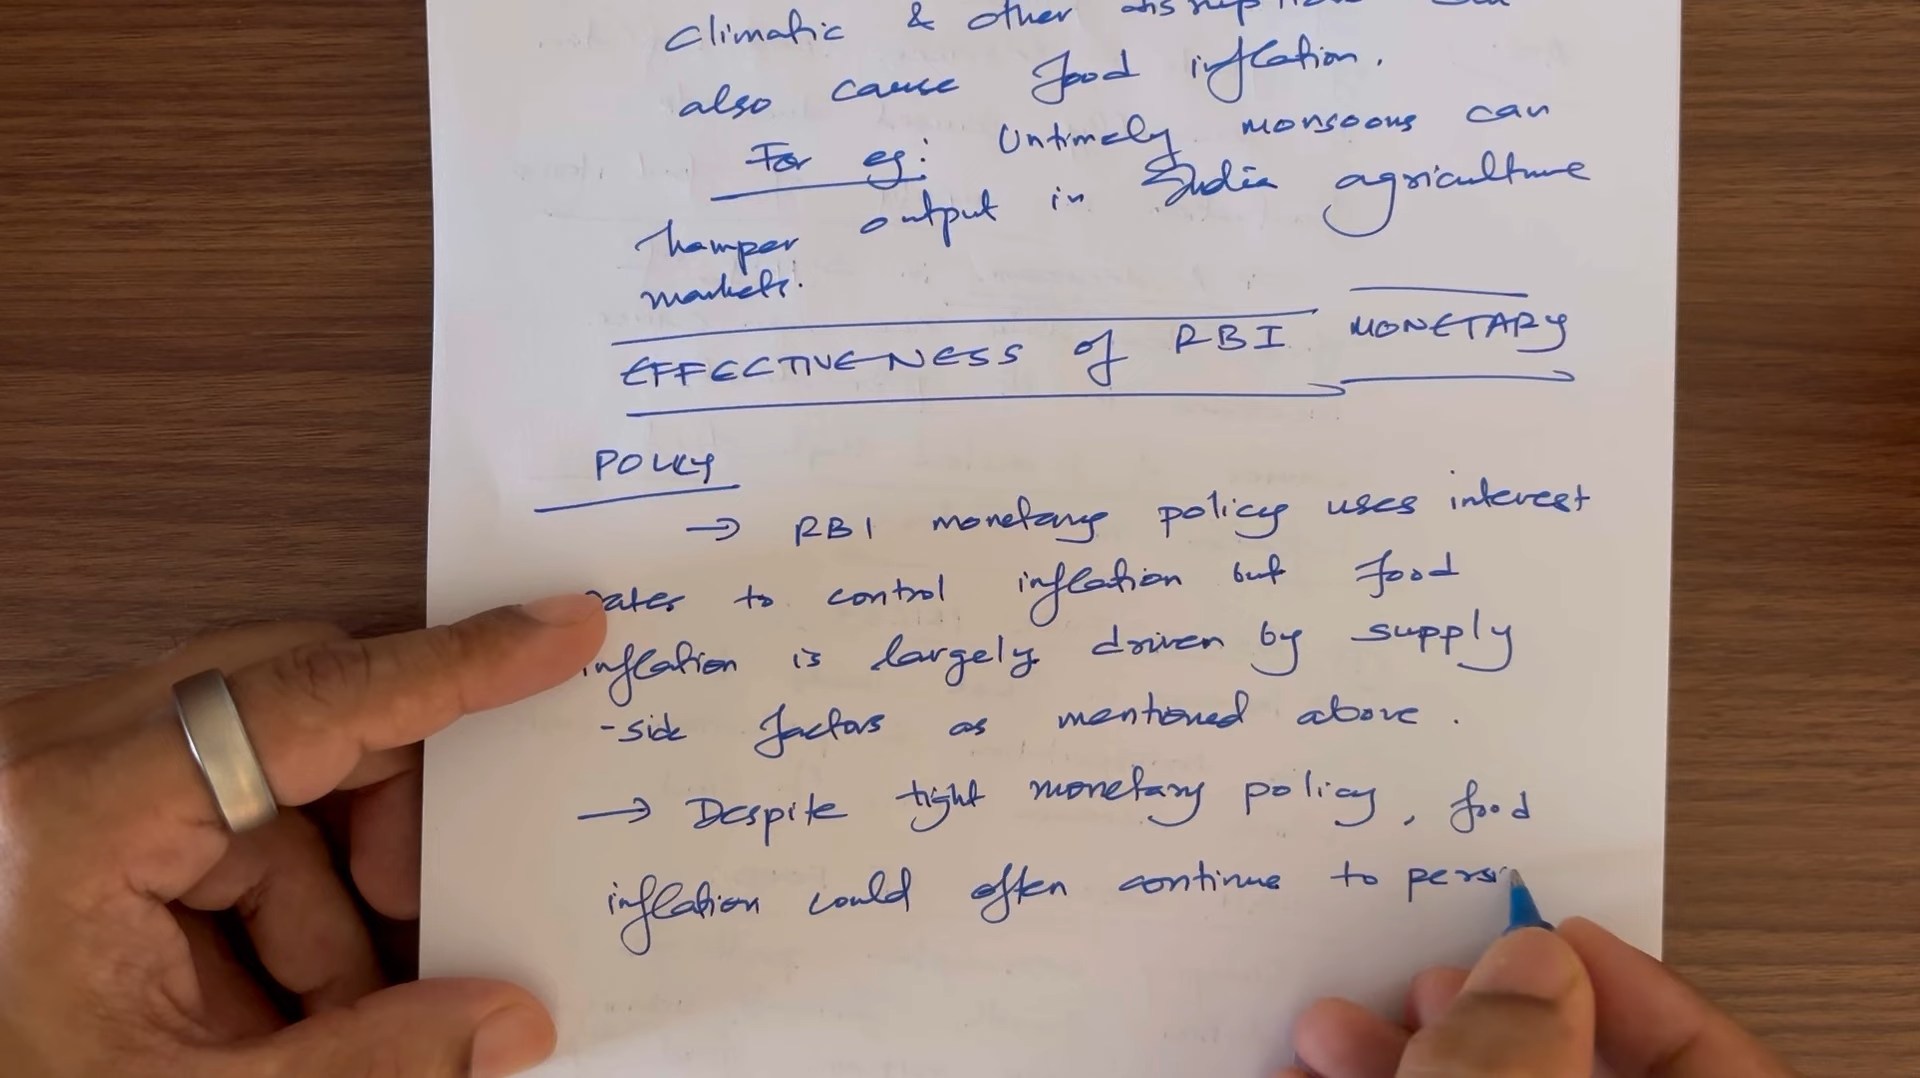 climatic & other
also cause food inflation.
For eg: Untimely monsoons can
hamper output in India agriculture
markets.
EFFECTIVENESS of RBI MONETARY
POLICY
→ RBI monetary policy uses interest
rates to control inflation but food
inflation is largely driven by supply
-side factors as mentioned above.
→ Despite tight monetary policy, food
inflation could often continue to persi